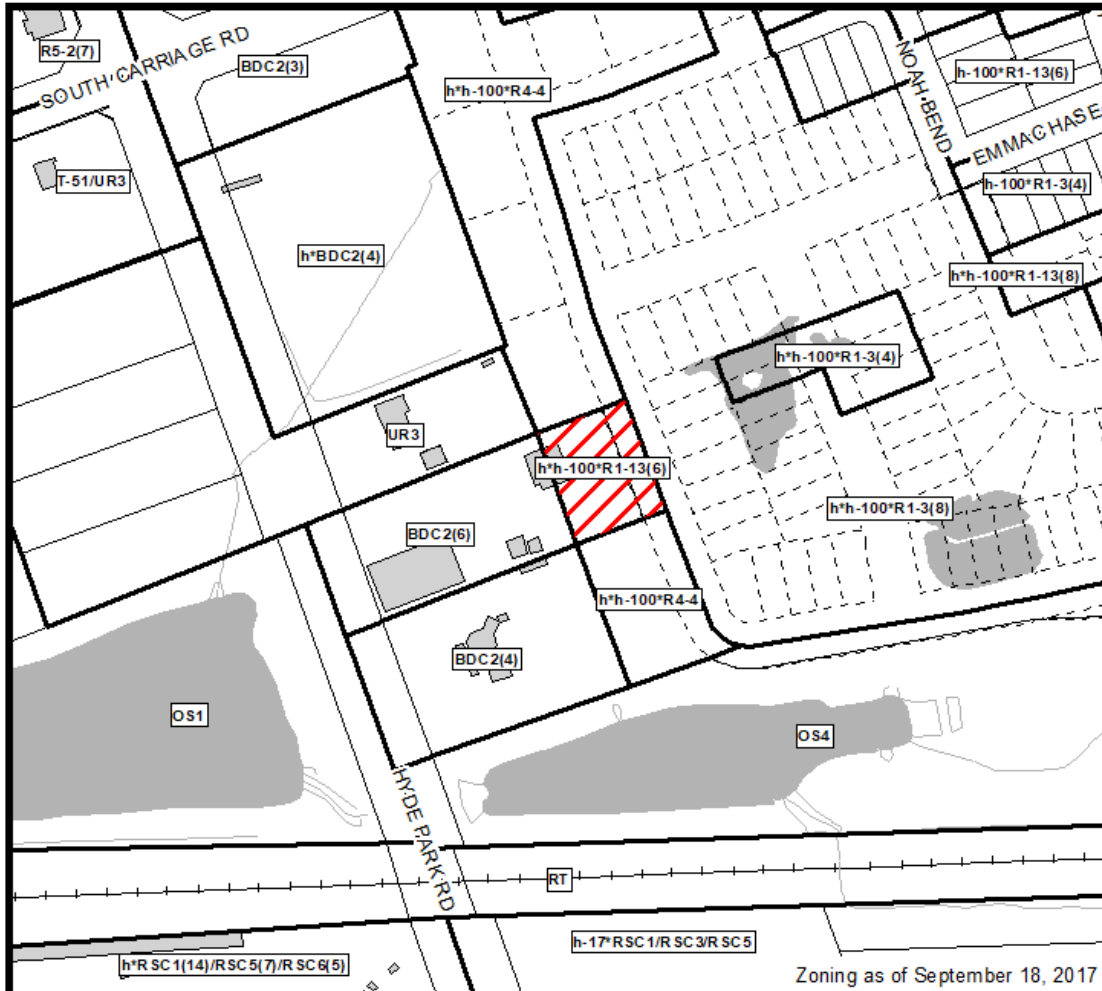 R5-2(7)
SOUTH CARRIAGE RD
BDC2(3)
h*h-100*R4-4
NOAH BEND
h-100*R1-13(6)
EMMA CHASE
h-100*R1-3(4)
T-51/UR3
h*BDC2(4)
h*h-100*R1-13(8)
h*h-100*R1-3(4)
UR3
h*h-100*R1-13(6)
h*h-100*R1-3(8)
BDC2(6)
h*h-100*R4-4
BDC2(4)
OS1
OS4
HYDE PARK RD
RT
h-17*RSC1/RSC3/RSC5
h*RSC1(14)/RSC5(7)/RSC6(5)
Zoning as of September 18, 2017